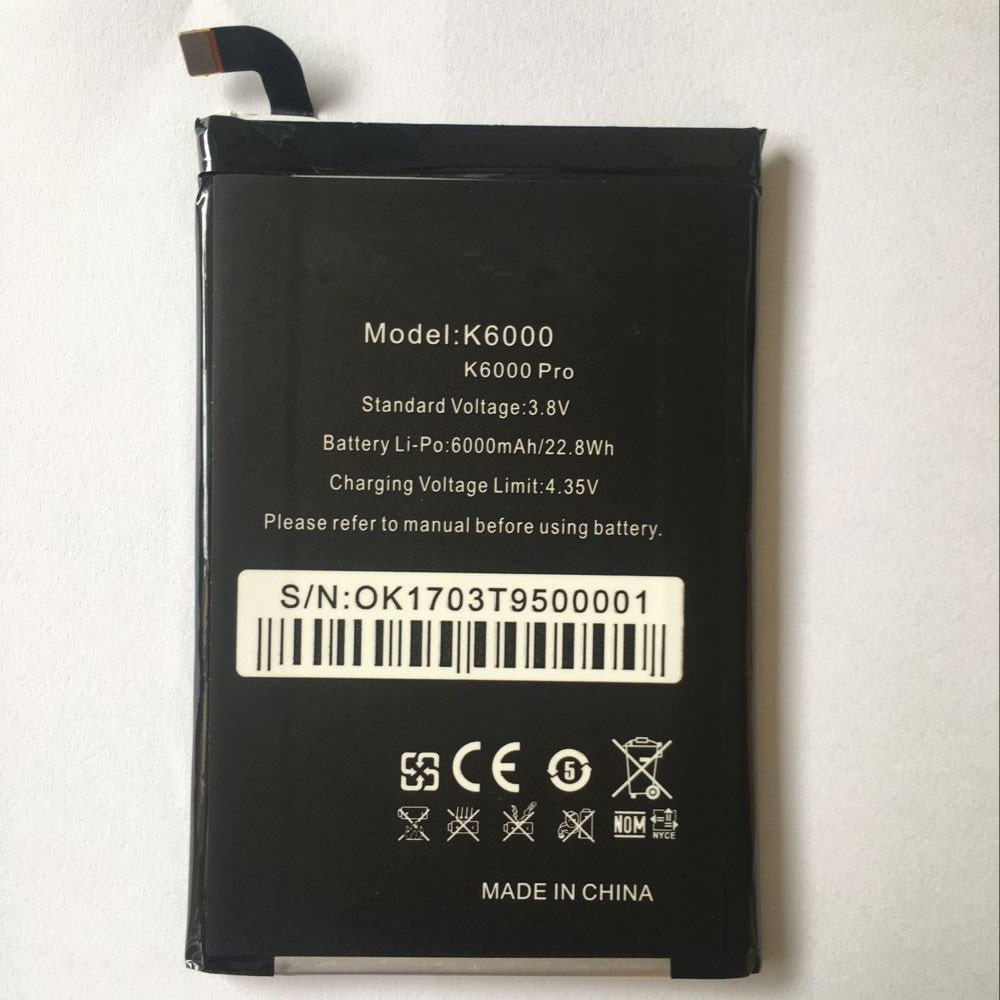 Model:K6000
K6000 Pro
Standard Voltage:3.8V
Battery Li-Po:6000mAh/22.8Wh
Charging Voltage Limit:4.35V
Please refer to manual before using battery.
S/N:OK1703T9500001
CE 5
NOM NYCE
MADE IN CHINA